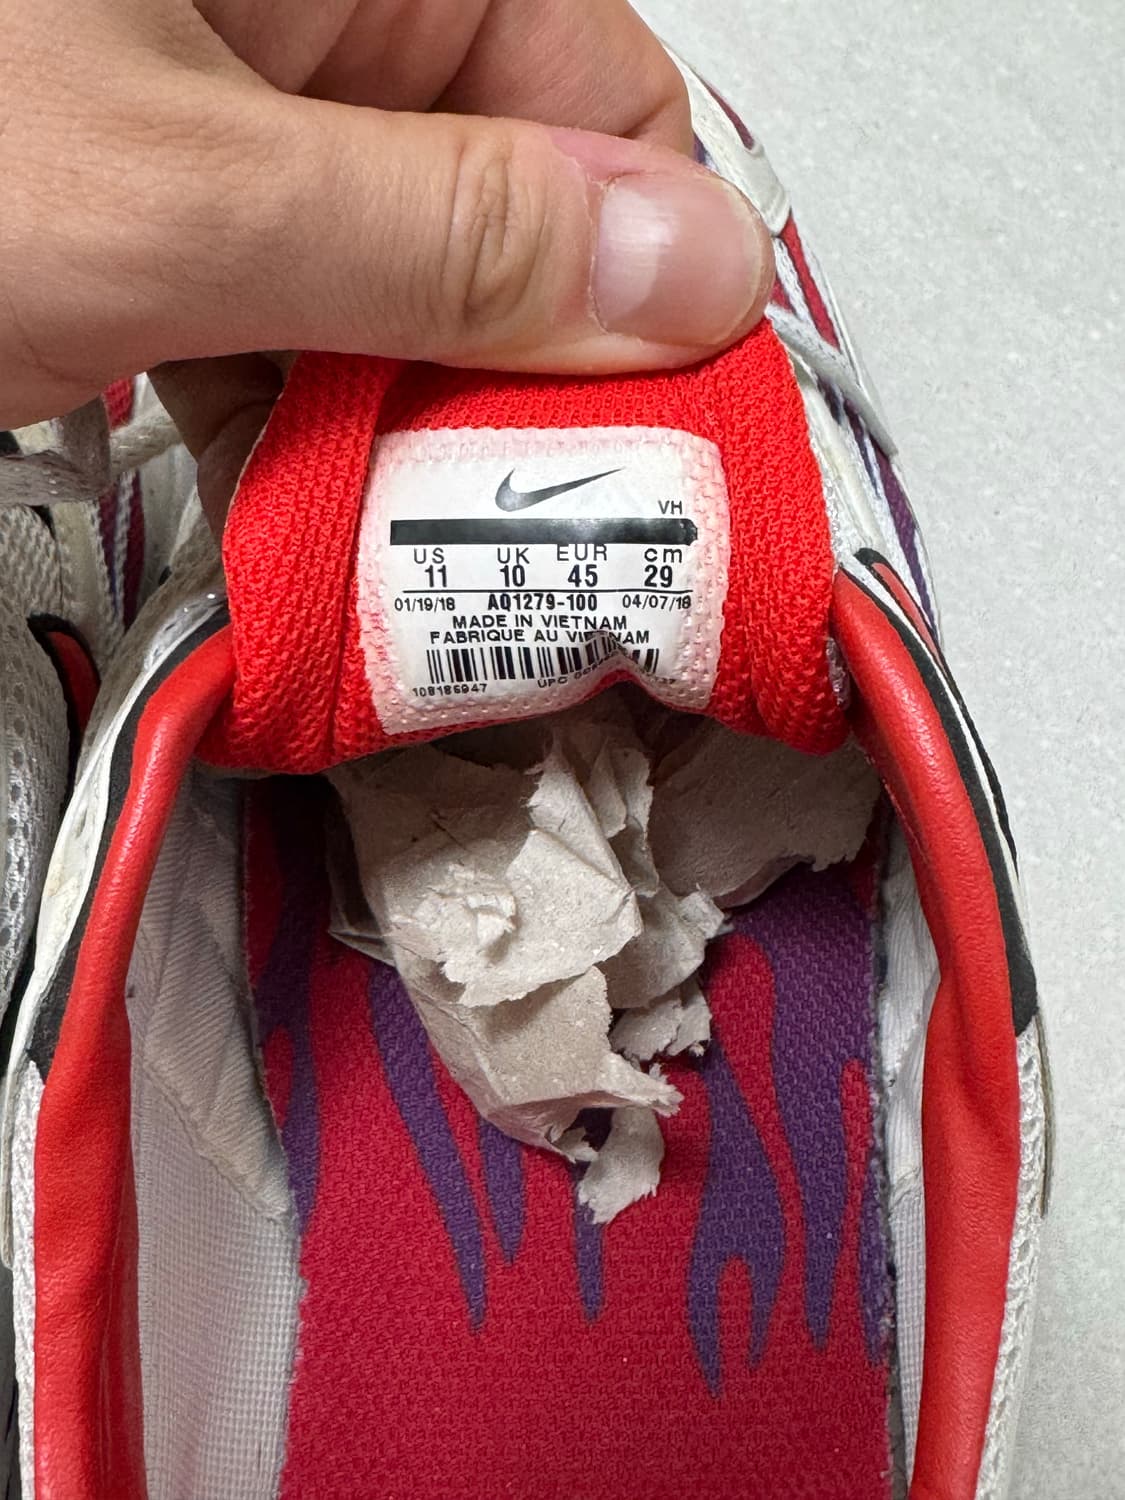 VH
US UK EUR cm
11 10 45 29
01/19/18 AQ1279-100 04/07/18
MADE IN VIETNAM
FABRIQUE AU VIETNAM
108186947 UPC